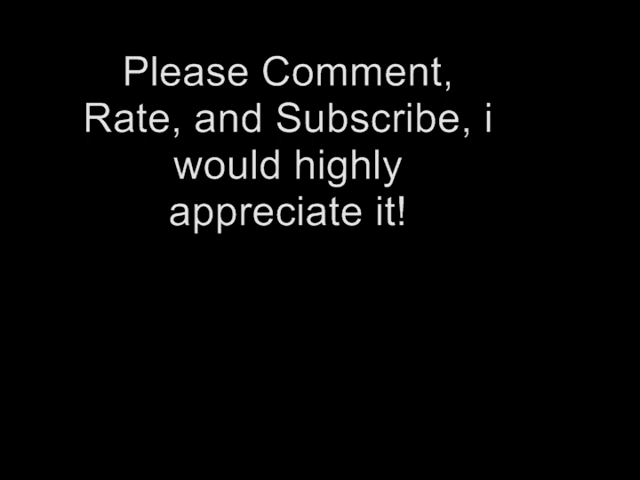 Please Comment,
Rate, and Subscribe, i
would highly
appreciate it!